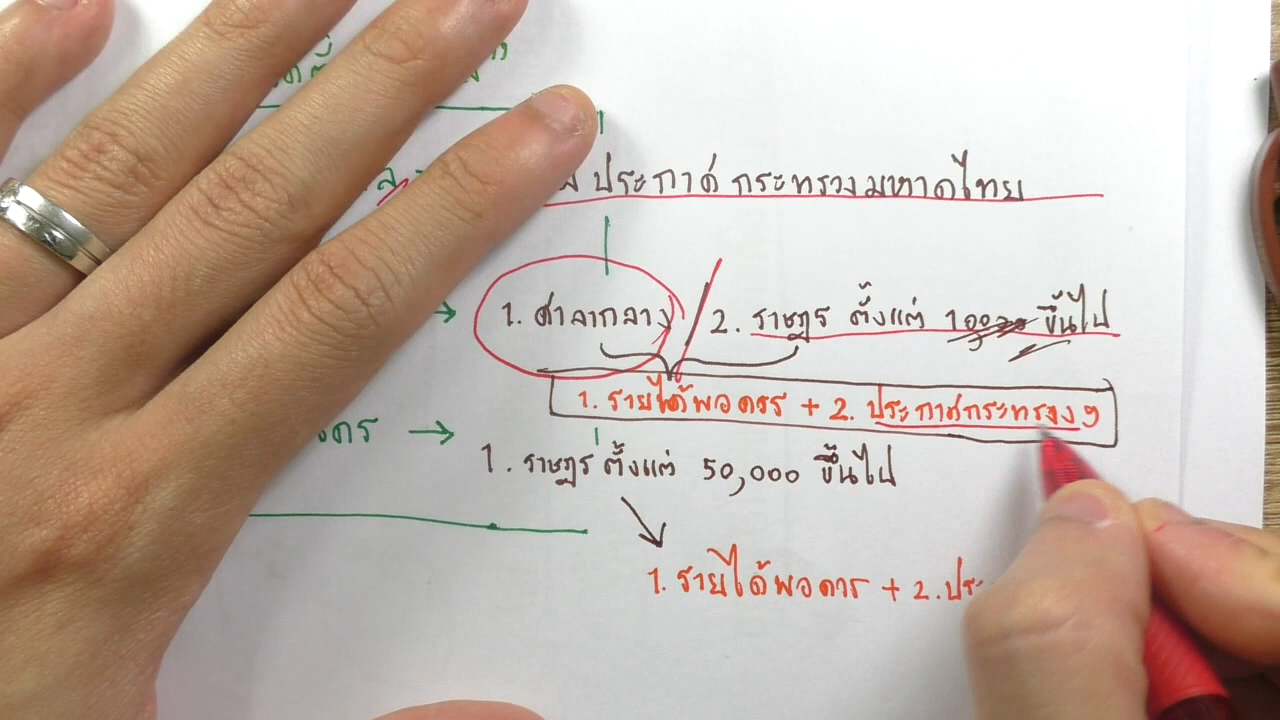 ประกาศ กระทรวงมหาดไทย
→ 1. ศาลากลาง / 2. ราษฎร ตั้งแต่ ขึ้นไป
1. รายได้พอควร + 2. ประกาศกระทรวงฯ
→ 1. ราษฎร ตั้งแต่ 50,000 ขึ้นไป
1. รายได้พอควร + 2.